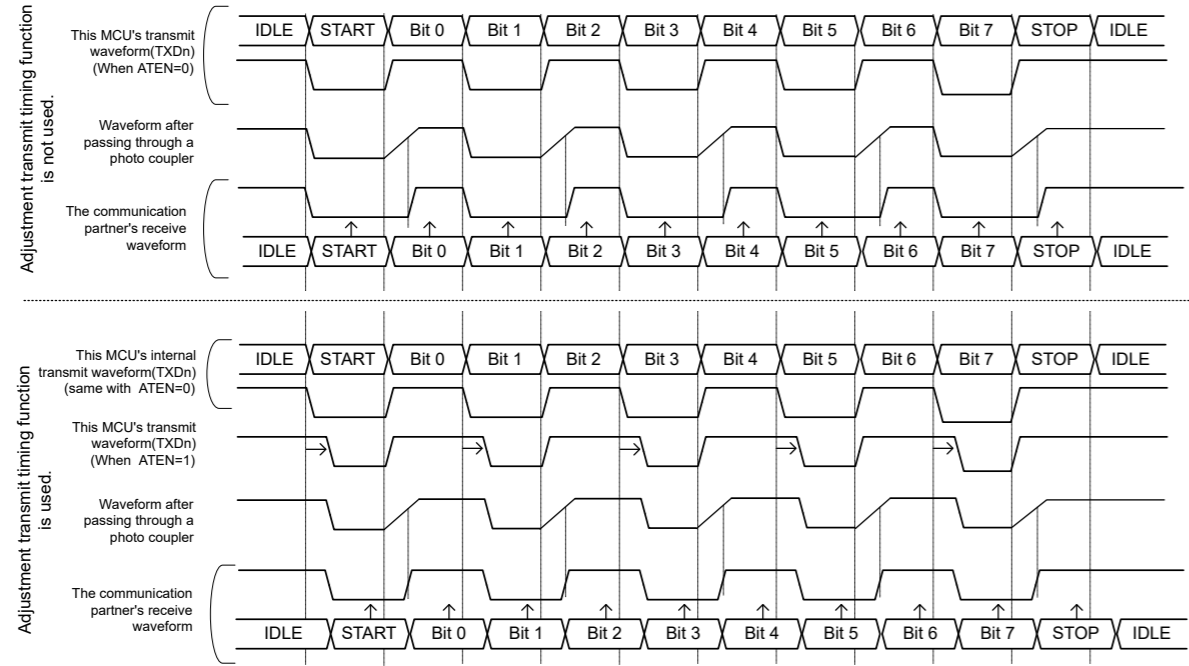 Adjustment transmit timing function
is not used.
This MCU's transmit
waveform(TXDn)
(When ATEN=0)
IDLE START Bit 0 Bit 1 Bit 2 Bit 3 Bit 4 Bit 5 Bit 6 Bit 7 STOP IDLE
Waveform after
passing through a
photo coupler
The communication
partner's receive
waveform
IDLE START Bit 0 Bit 1 Bit 2 Bit 3 Bit 4 Bit 5 Bit 6 Bit 7 STOP IDLE
Adjustment transmit timing function
is used.
This MCU's internal
transmit waveform(TXDn)
(same with ATEN=0)
IDLE START Bit 0 Bit 1 Bit 2 Bit 3 Bit 4 Bit 5 Bit 6 Bit 7 STOP IDLE
This MCU's transmit
waveform(TXDn)
(When ATEN=1)
Waveform after
passing through a
photo coupler
The communication
partner's receive
waveform
IDLE START Bit 0 Bit 1 Bit 2 Bit 3 Bit 4 Bit 5 Bit 6 Bit 7 STOP IDLE